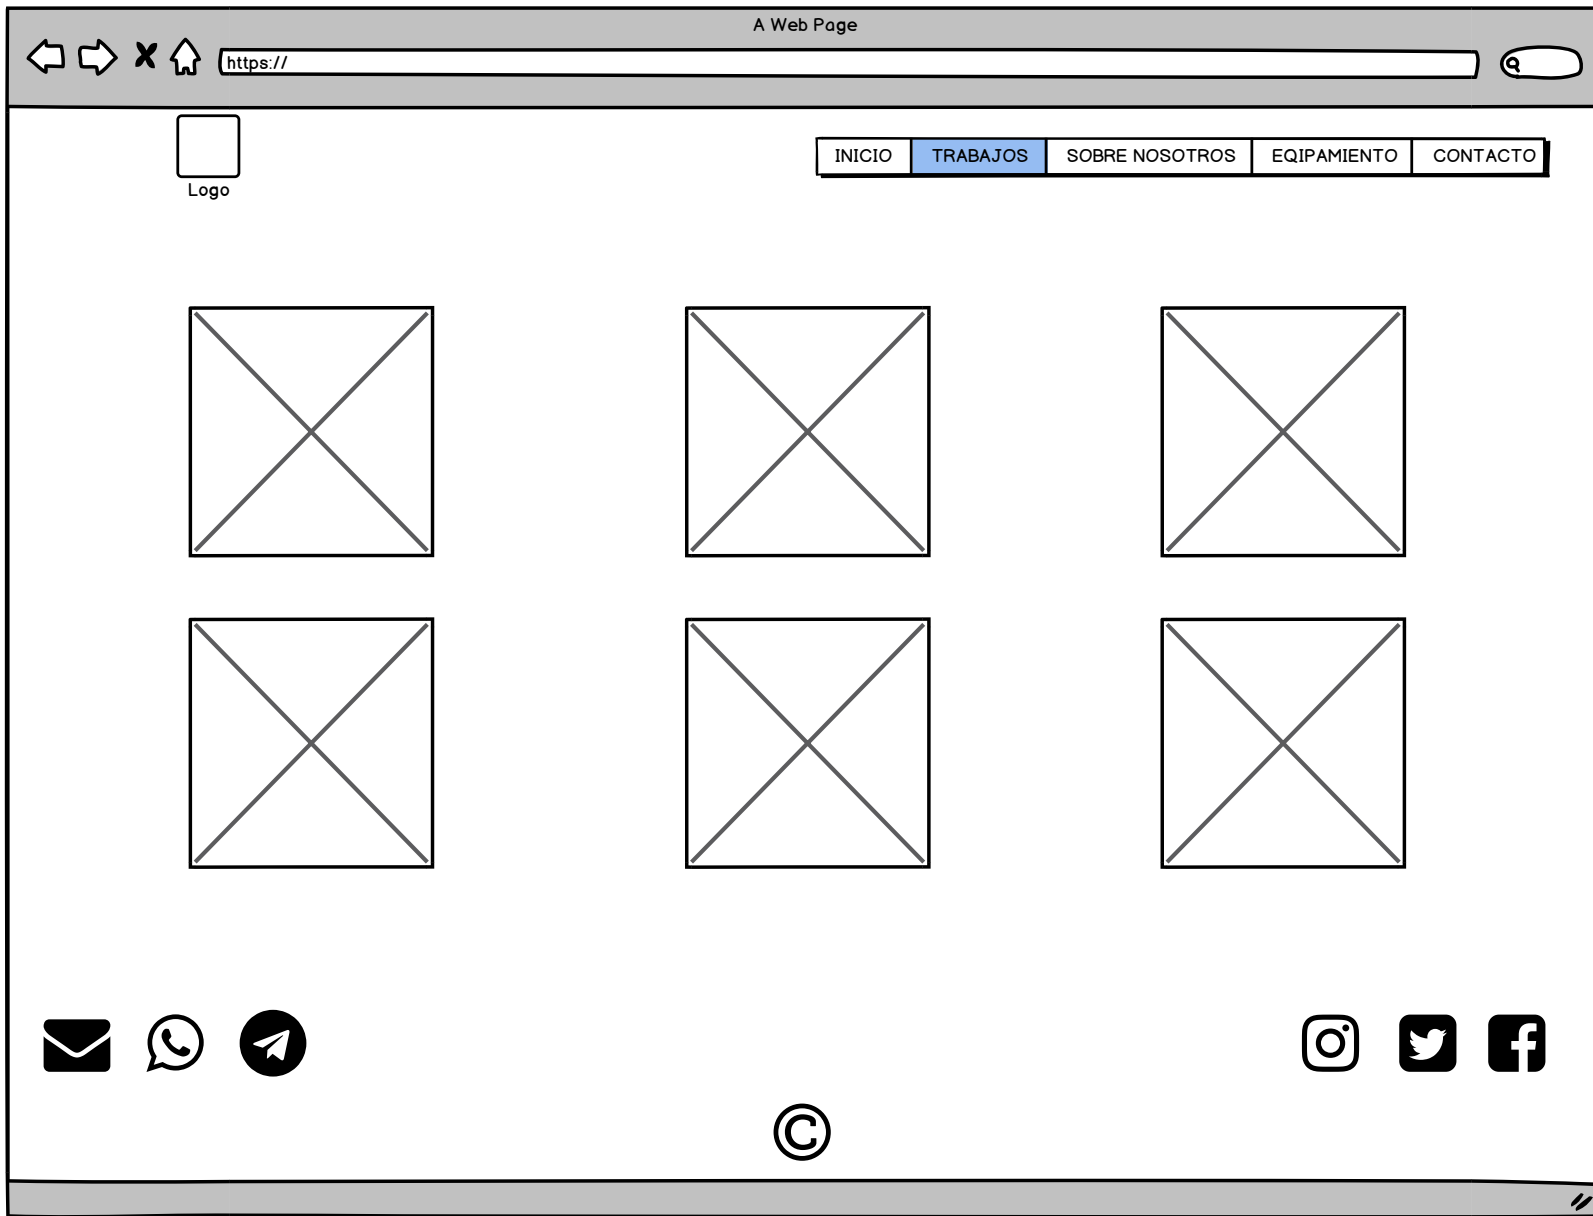 A Web Page
https://
INICIO
TRABAJOS
SOBRE NOSOTROS
EQIPAMIENTO
CONTACTO
Logo
©